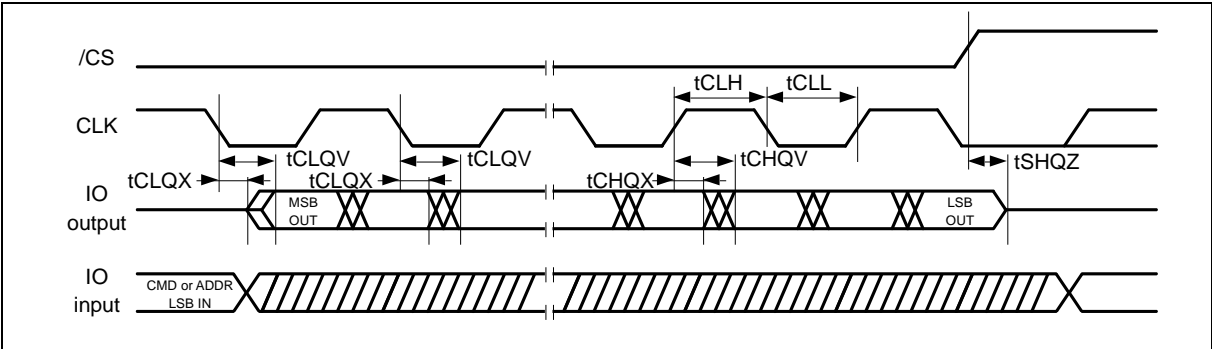 /CS
tCLH
tCLL
CLK
tCLQV
tCLQV
tCHQV
tSHQZ
tCLQX
tCLQX
tCHQX
IO
output
MSB
OUT
LSB
OUT
IO
input
CMD or ADDR
LSB IN